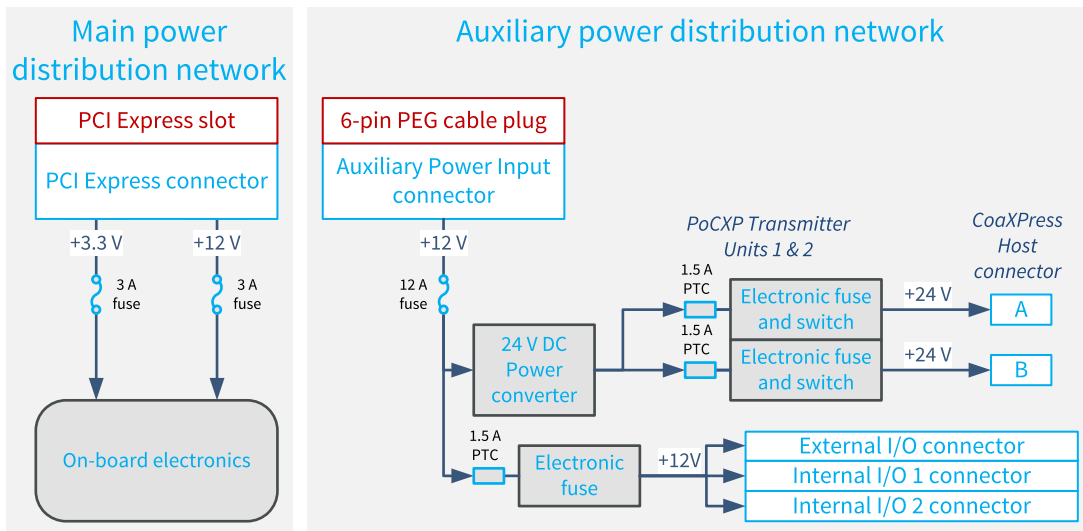 Main power
distribution network
PCI Express slot
PCI Express connector
+3.3 V
+12 V
3 A
fuse
3 A
fuse
On-board electronics
Auxiliary power distribution network
6-pin PEG cable plug
Auxiliary Power Input
connector
+12 V
12 A
fuse
24 V DC
Power
converter
PoCXP Transmitter
Units 1 & 2
1.5 A
PTC
Electronic fuse
and switch
+24 V
CoaXPress
Host
connector
A
1.5 A
PTC
Electronic fuse
and switch
+24 V
B
1.5 A
PTC
Electronic
fuse
+12V
External I/O connector
Internal I/O 1 connector
Internal I/O 2 connector